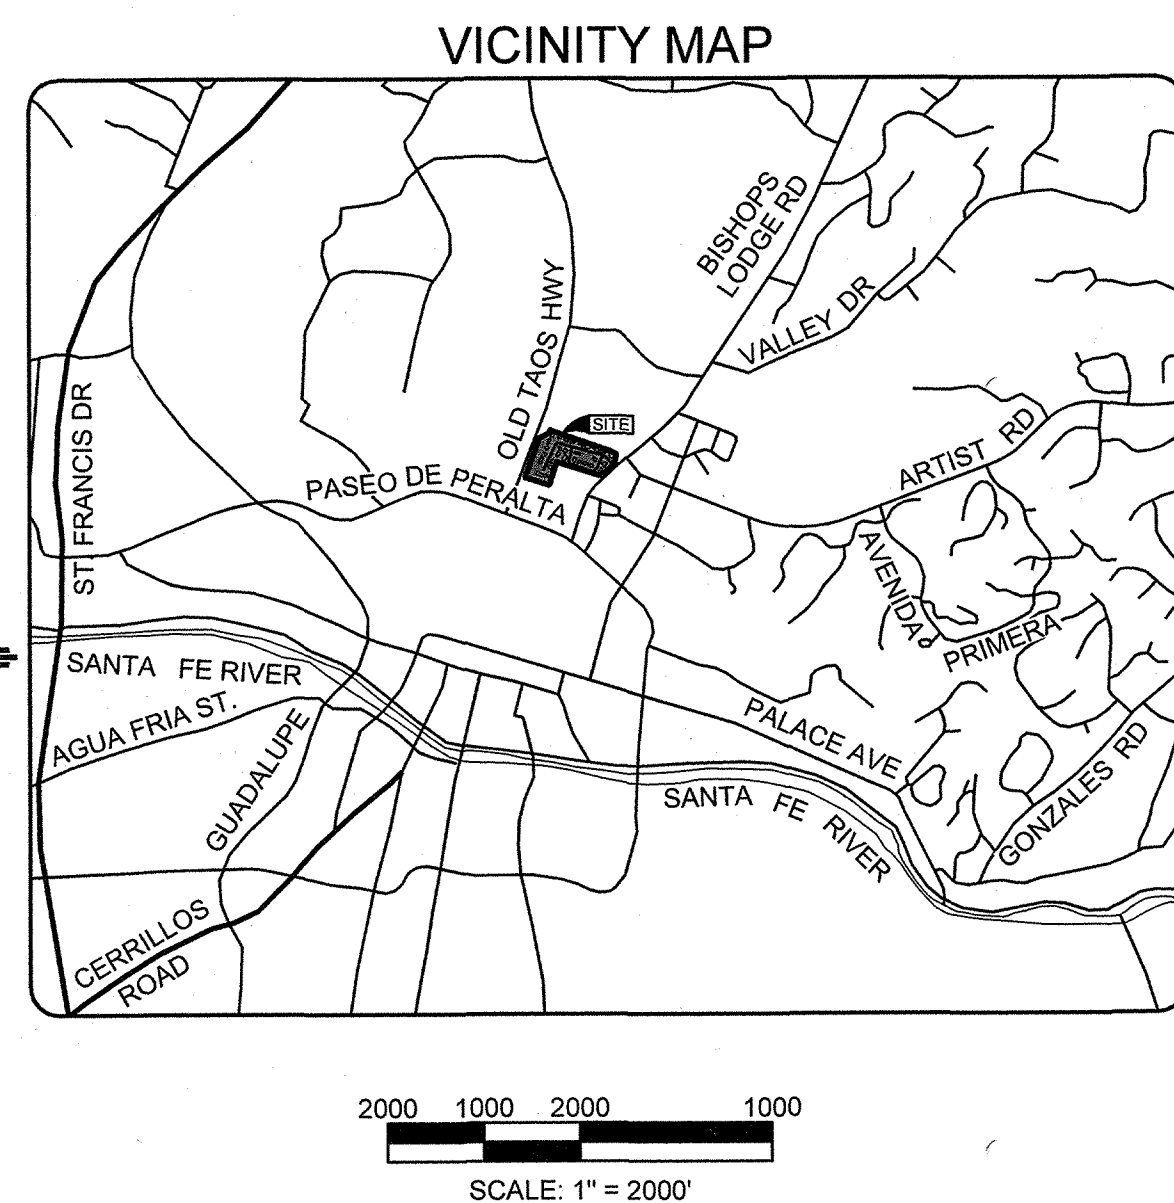 VICINITY MAP
BISHOPS
LODGE RD
OLD TAOS HWY
VALLEY DR
ST. FRANCIS DR
SITE
ARTIST RD
PASEO DE PERALTA
AVENIDA
PRIMERA
SANTA FE RIVER
AGUA FRIA ST.
GUADALUPE
PALACE AVE
SANTA FE RIVER
GONZALES RD
CERRILLOS
ROAD
2000 1000 2000 1000
SCALE: 1" = 2000'